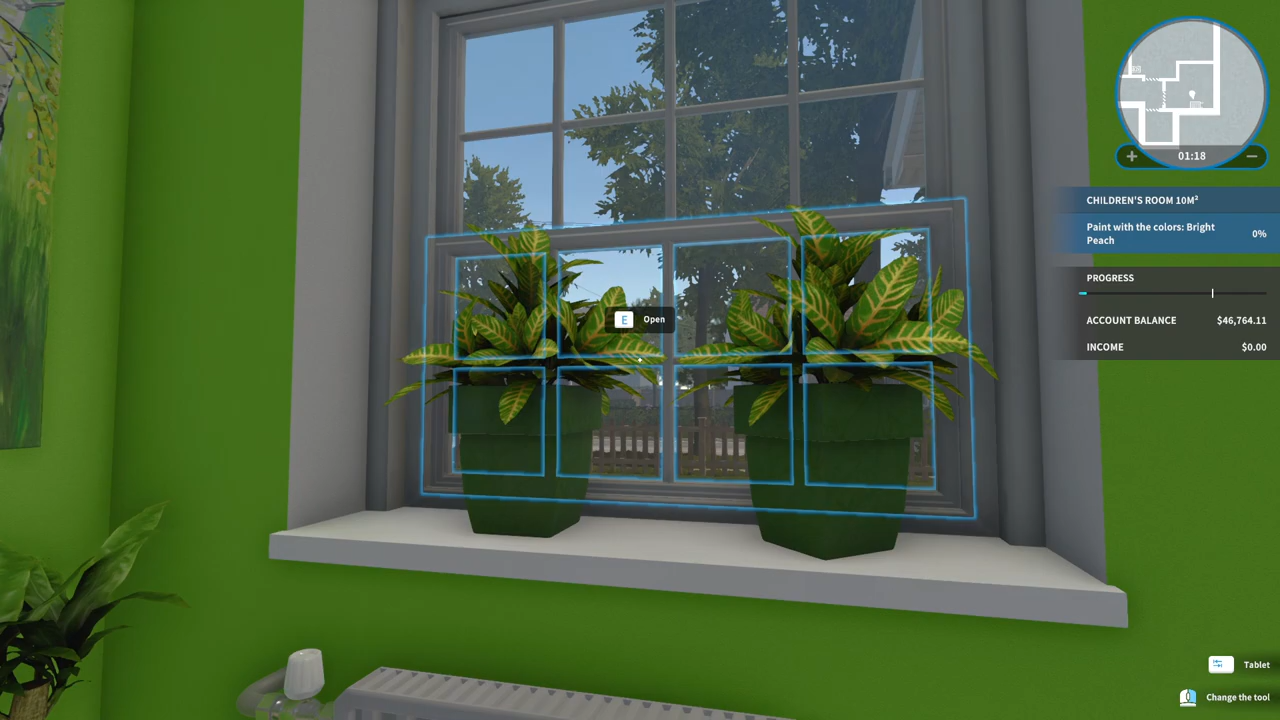 01:18
CHILDREN'S ROOM 10M²
Paint with the colors: Bright
Peach
0%
PROGRESS
ACCOUNT BALANCE $46,764.11
INCOME $0.00
E Open
Tablet
Change the tool